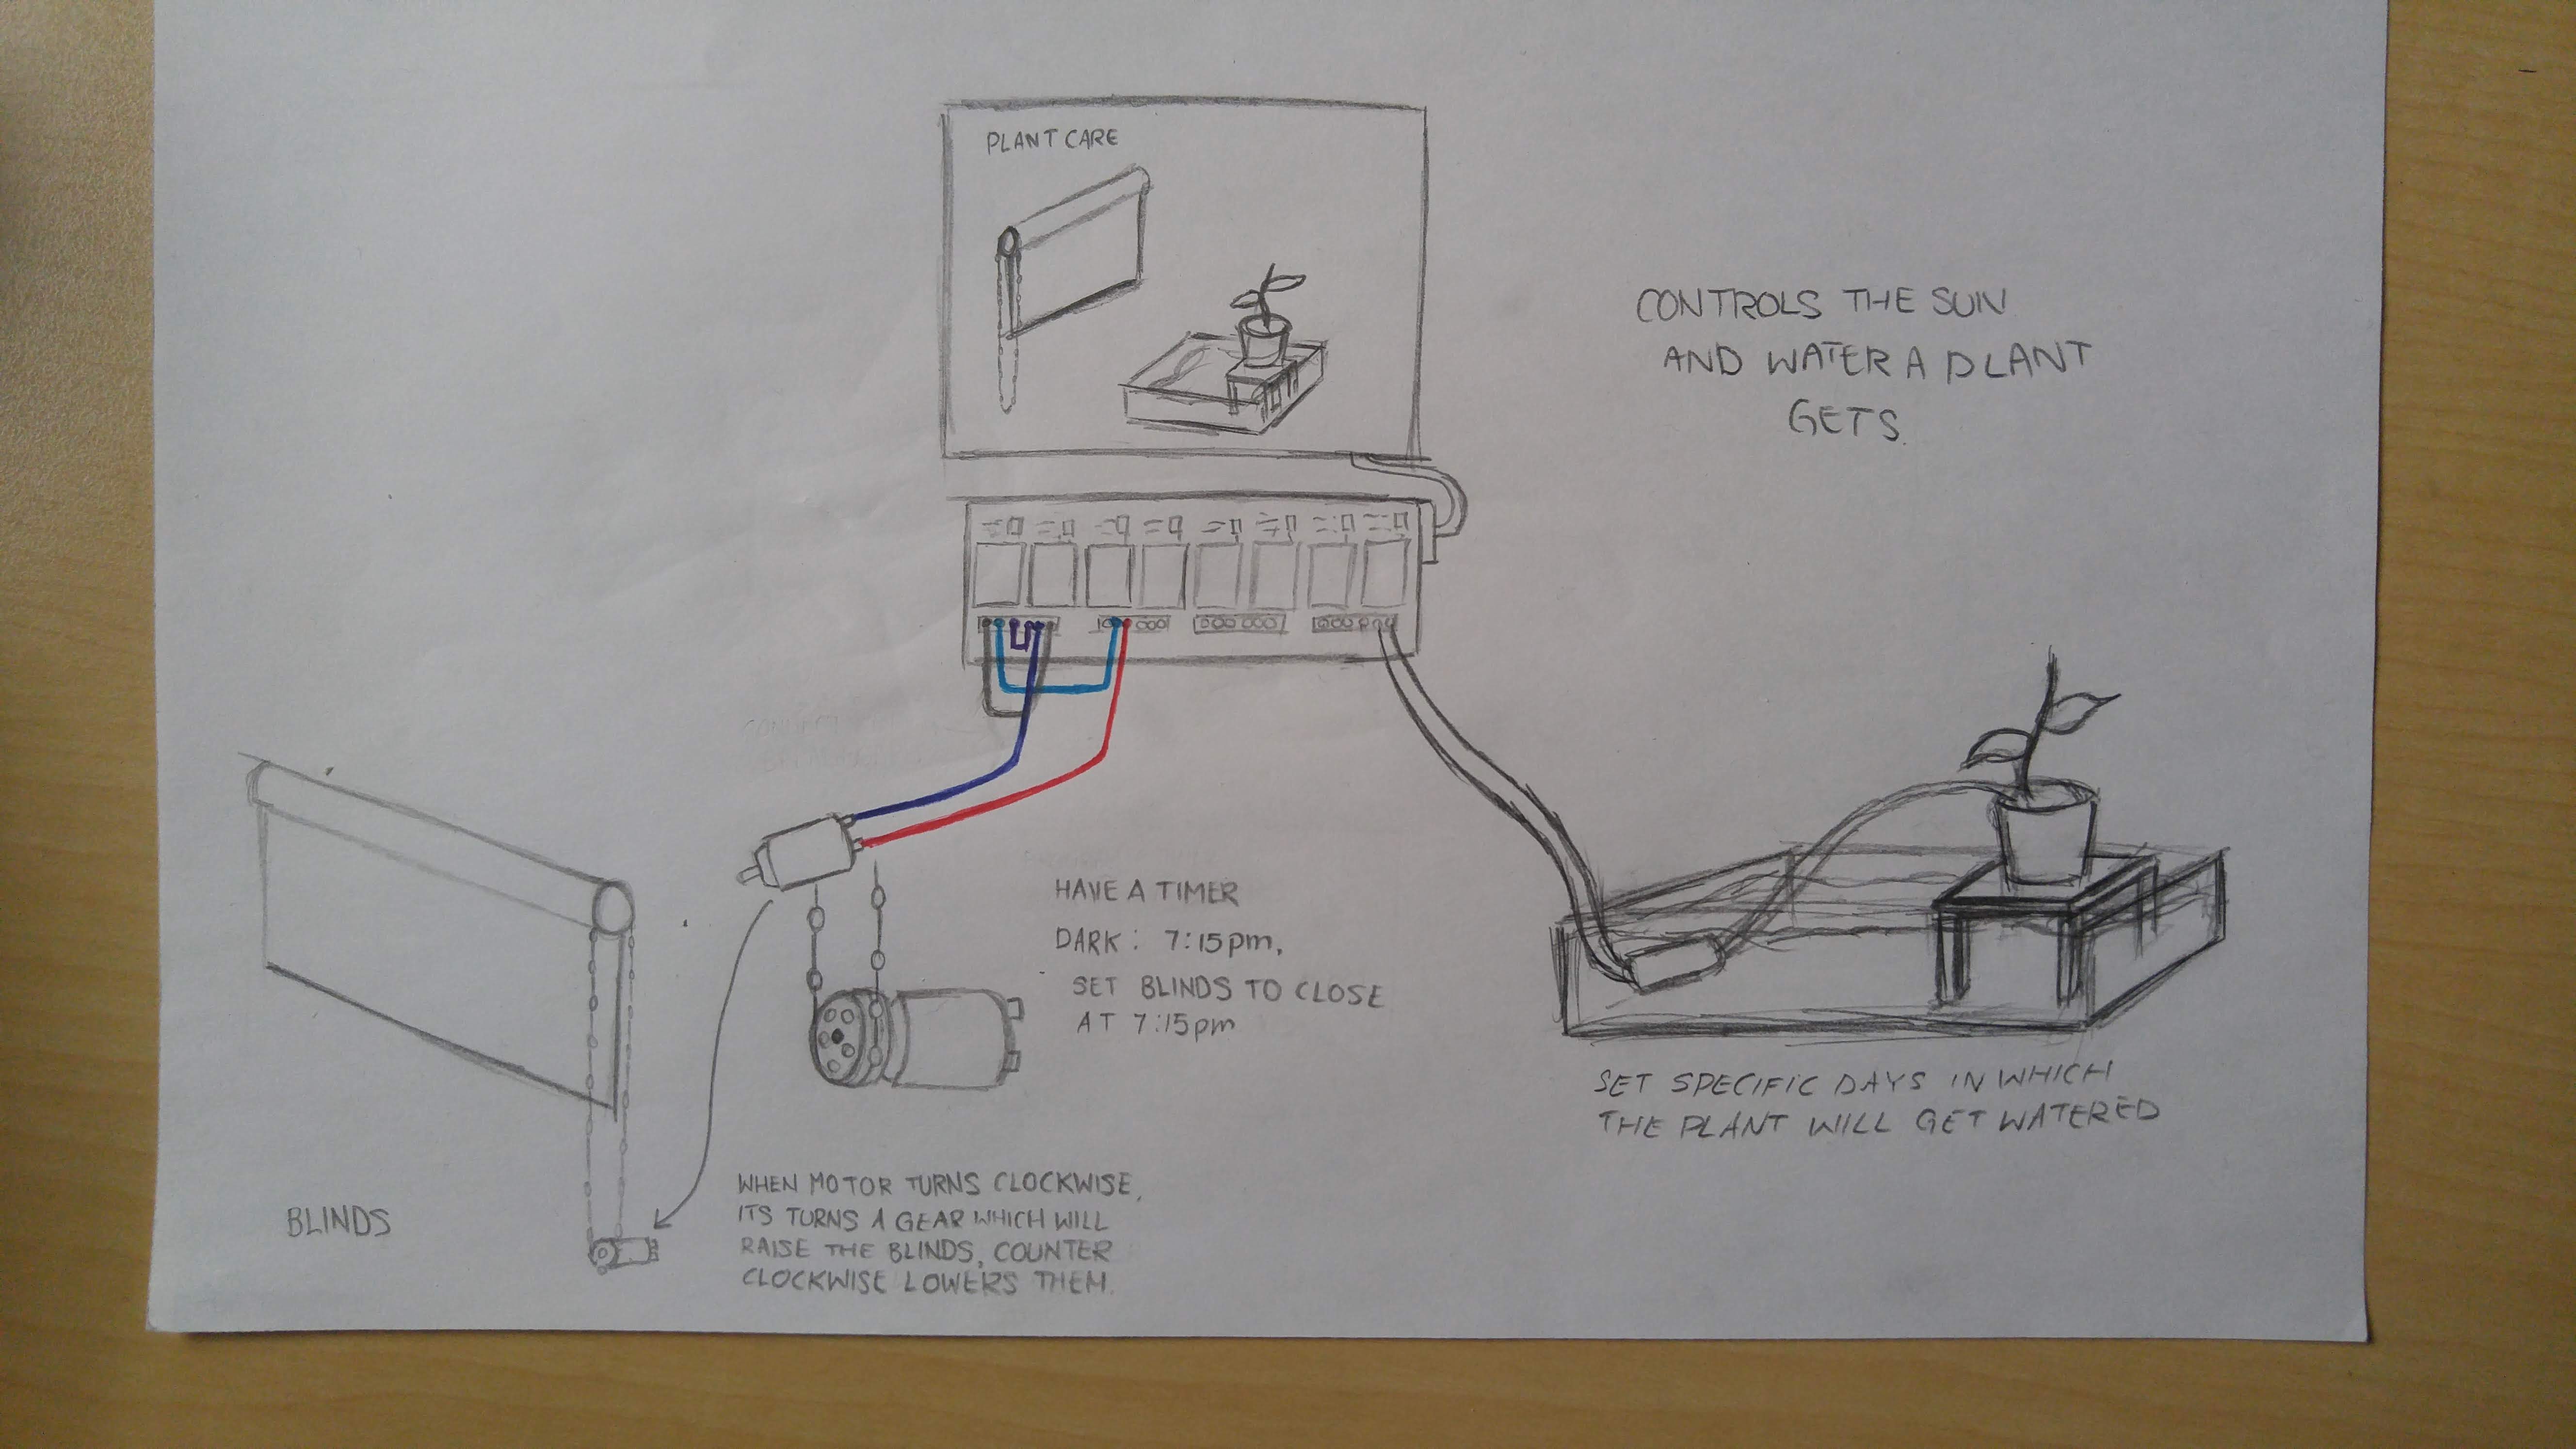 PLANT CARE
CONTROLS THE SUN
AND WATER A PLANT
GETS.
HAVE A TIMER
DARK: 7:15pm,
SET BLINDS TO CLOSE
AT 7:15pm
SET SPECIFIC DAYS IN WHICH
THE PLANT WILL GET WATERED
WHEN MOTOR TURNS CLOCKWISE,
ITS TURNS A GEAR WHICH WILL
RAISE THE BLINDS, COUNTER
CLOCKWISE LOWERS THEM.
BLINDS